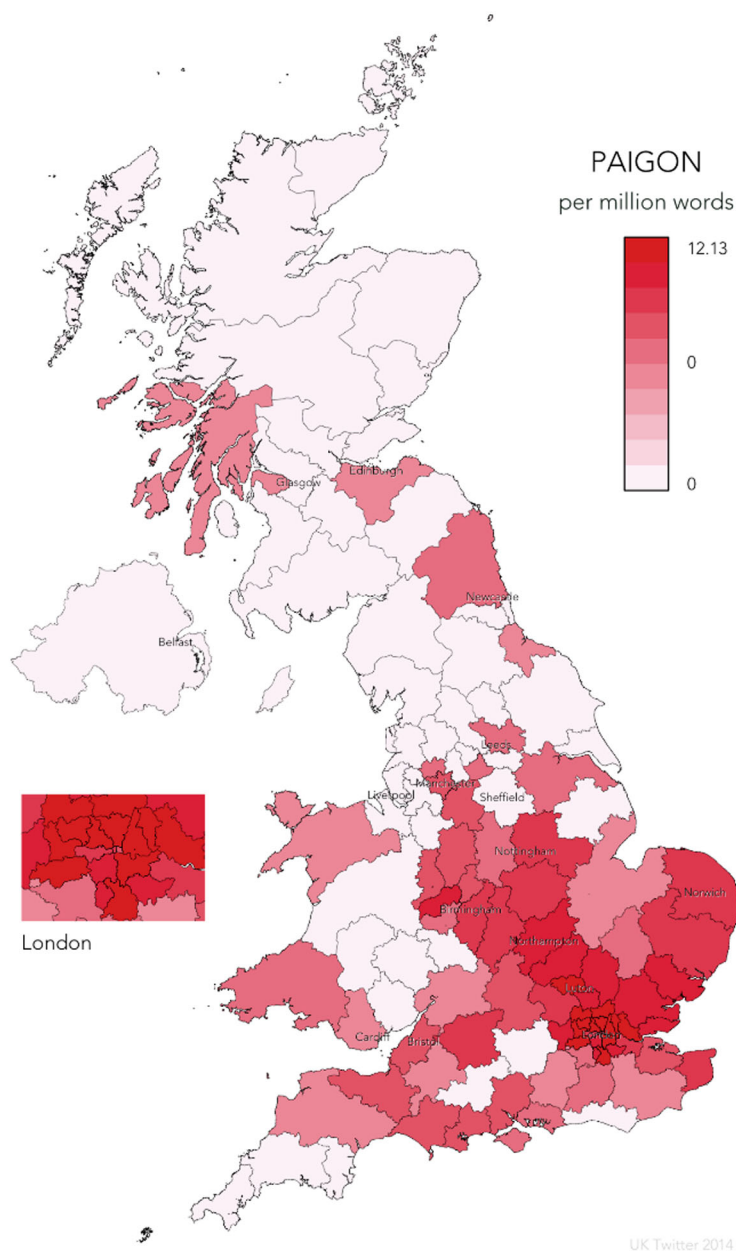 PAIGON
per million words
12.13
0
0
Edinburgh
Glasgow
Newcastle
Belfast
Leeds
Manchester
Liverpool
Sheffield
Nottingham
Norwich
Birmingham
Northampton
Luton
London
London
Cardiff
Bristol
UK Twitter 2014